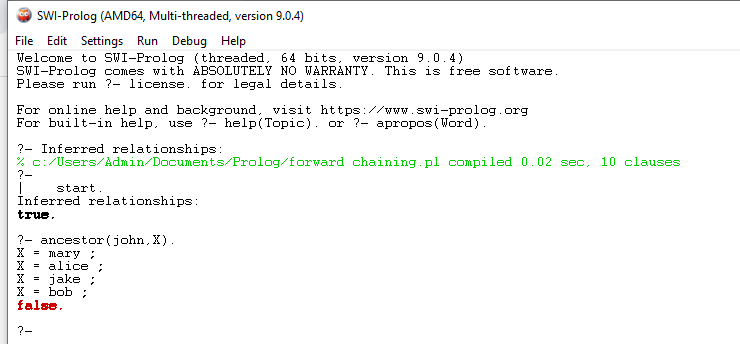 SWI-Prolog (AMD64, Multi-threaded, version 9.0.4)
File Edit Settings Run Debug Help
Welcome to SWI-Prolog (threaded, 64 bits, version 9.0.4)
SWI-Prolog comes with ABSOLUTELY NO WARRANTY. This is free software.
Please run ?- license. for legal details.
For online help and background, visit https://www.swi-prolog.org
For built-in help, use ?- help(Topic). or ?- apropos(Word).
?- Inferred relationships:
% c:/Users/Admin/Documents/Prolog/forward chaining.pl compiled 0.02 sec, 10 clauses
?-
| start.
Inferred relationships:
true.
?- ancestor(john,X).
X = mary ;
X = alice ;
X = jake ;
X = bob ;
false.
?-